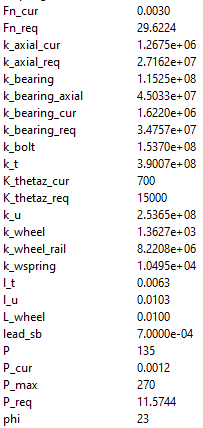 Fn_cur 0.0030
Fn_req 29.6224
k_axial_cur 1.2675e+06
k_axial_req 2.7162e+07
k_bearing 1.1525e+08
k_bearing_axial 4.5033e+07
k_bearing_cur 1.6220e+06
k_bearing_req 3.4757e+07
k_bolt 1.5370e+08
k_t 3.9007e+08
K_thetaz_cur 700
K_thetaz_req 15000
k_u 2.5365e+08
k_wheel 1.3627e+03
k_wheel_rail 8.2208e+06
k_wspring 1.0495e+04
l_t 0.0063
l_u 0.0103
L_wheel 0.0100
lead_sb 7.0000e-04
P 135
P_cur 0.0012
P_max 270
P_req 11.5744
phi 23